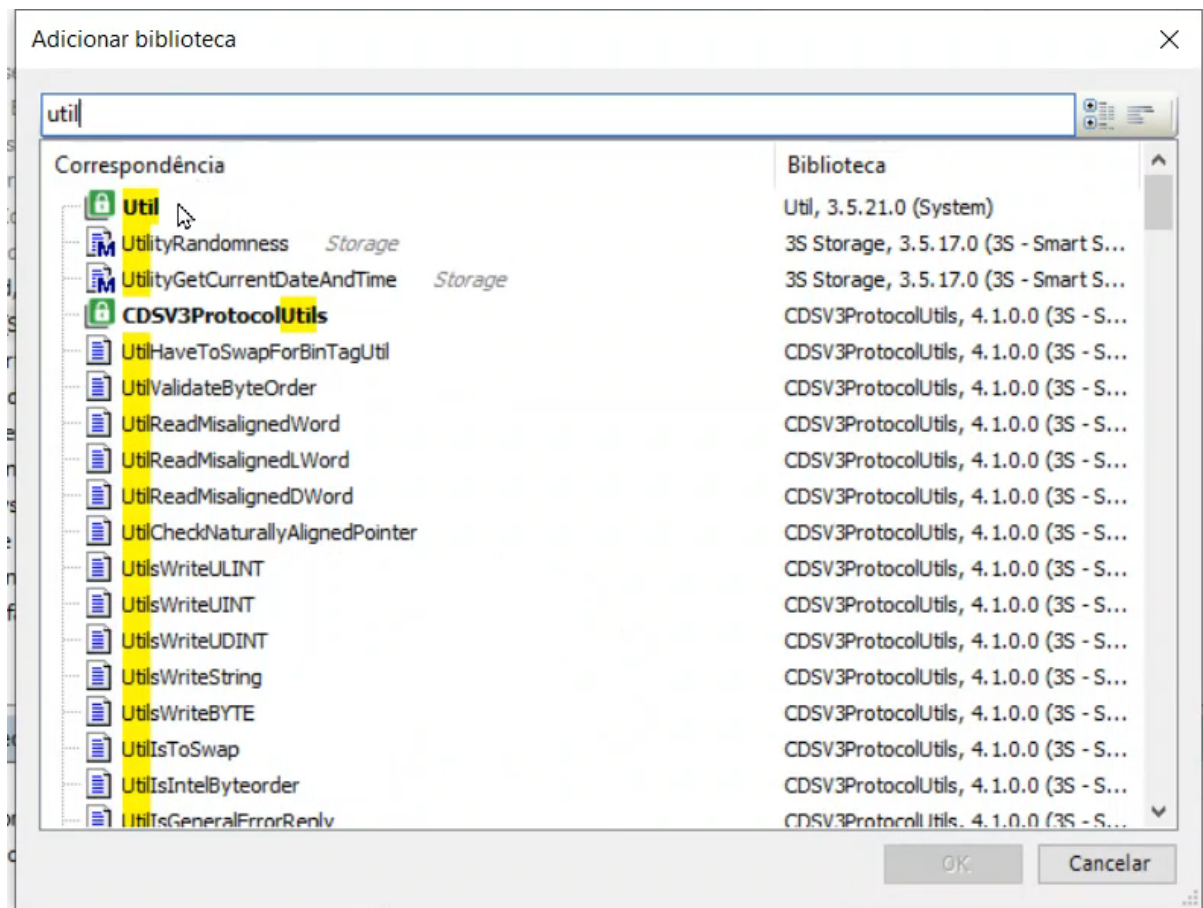 Adicionar biblioteca
util
Correspondência Biblioteca
Util Util, 3.5.21.0 (System)
UtilityRandomness Storage 3S Storage, 3.5.17.0 (3S - Smart S...
UtilityGetCurrentDateAndTime Storage 3S Storage, 3.5.17.0 (3S - Smart S...
CDSV3ProtocolUtils CDSV3ProtocolUtils, 4.1.0.0 (3S - S...
UtilHaveToSwapForBinTagUtil CDSV3ProtocolUtils, 4.1.0.0 (3S - S...
UtilValidateByteOrder CDSV3ProtocolUtils, 4.1.0.0 (3S - S...
UtilReadMisalignedWord CDSV3ProtocolUtils, 4.1.0.0 (3S - S...
UtilReadMisalignedLWord CDSV3ProtocolUtils, 4.1.0.0 (3S - S...
UtilReadMisalignedDWord CDSV3ProtocolUtils, 4.1.0.0 (3S - S...
UtilCheckNaturallyAlignedPointer CDSV3ProtocolUtils, 4.1.0.0 (3S - S...
UtilsWriteULINT CDSV3ProtocolUtils, 4.1.0.0 (3S - S...
UtilsWriteUINT CDSV3ProtocolUtils, 4.1.0.0 (3S - S...
UtilsWriteUDINT CDSV3ProtocolUtils, 4.1.0.0 (3S - S...
UtilsWriteString CDSV3ProtocolUtils, 4.1.0.0 (3S - S...
UtilsWriteBYTE CDSV3ProtocolUtils, 4.1.0.0 (3S - S...
UtilIsToSwap CDSV3ProtocolUtils, 4.1.0.0 (3S - S...
UtilIsIntelByteorder CDSV3ProtocolUtils, 4.1.0.0 (3S - S...
UtilIsGeneralErrorReply CDSV3ProtocolUtils, 4.1.0.0 (3S - S...
OK Cancelar